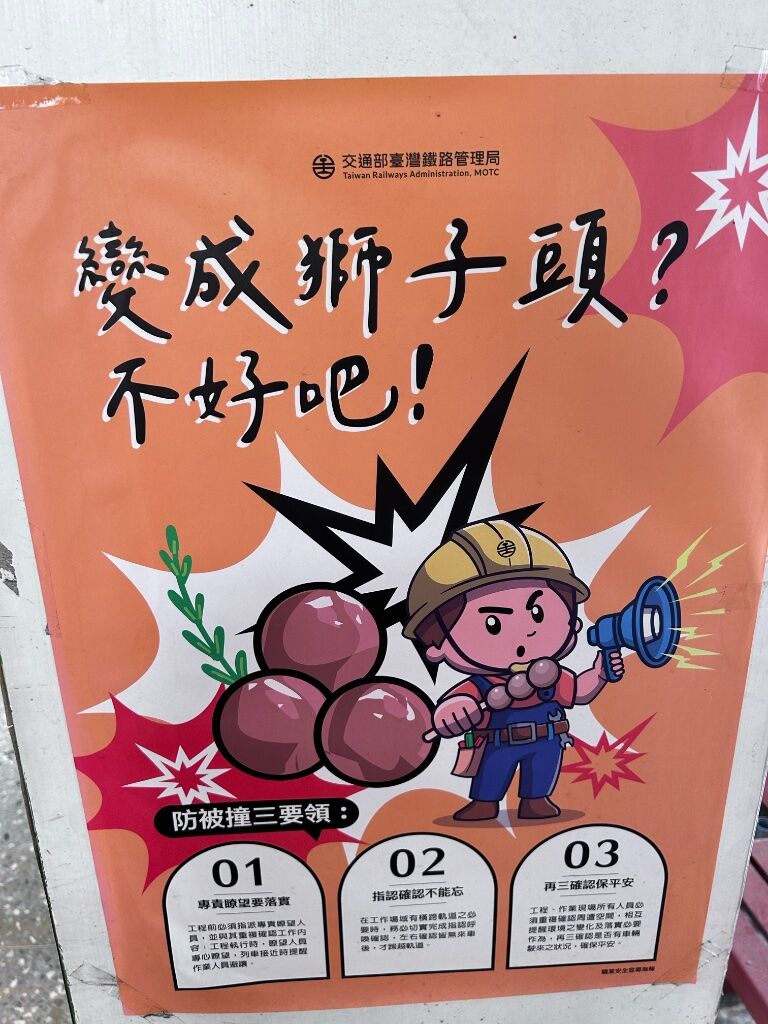 交通部臺灣鐵路管理局
Taiwan Railways Administration, MOTC
變成獅子頭?
不好吧!
防被撞三要領：
01
專責瞭望要落實
工程前必須指派專責瞭望人
員，並與其重複確認工作內
容，工程執行時，瞭望人員
專心瞭望，列車接近時提醒
作業人員避讓。
02
指認確認不能忘
在工作場域有橫跨軌道之必
要時，務必切實完成指認呼
喚確認，左右確認皆無來車
後，才跨越軌道。
03
再三確認保平安
工程、作業現場所有人員必
須重複確認周遭空間，相互
提醒環境之變化及落實必要
作為，再三確認是否有車輛
駛來之狀況，確保平安。
職業安全宣導海報